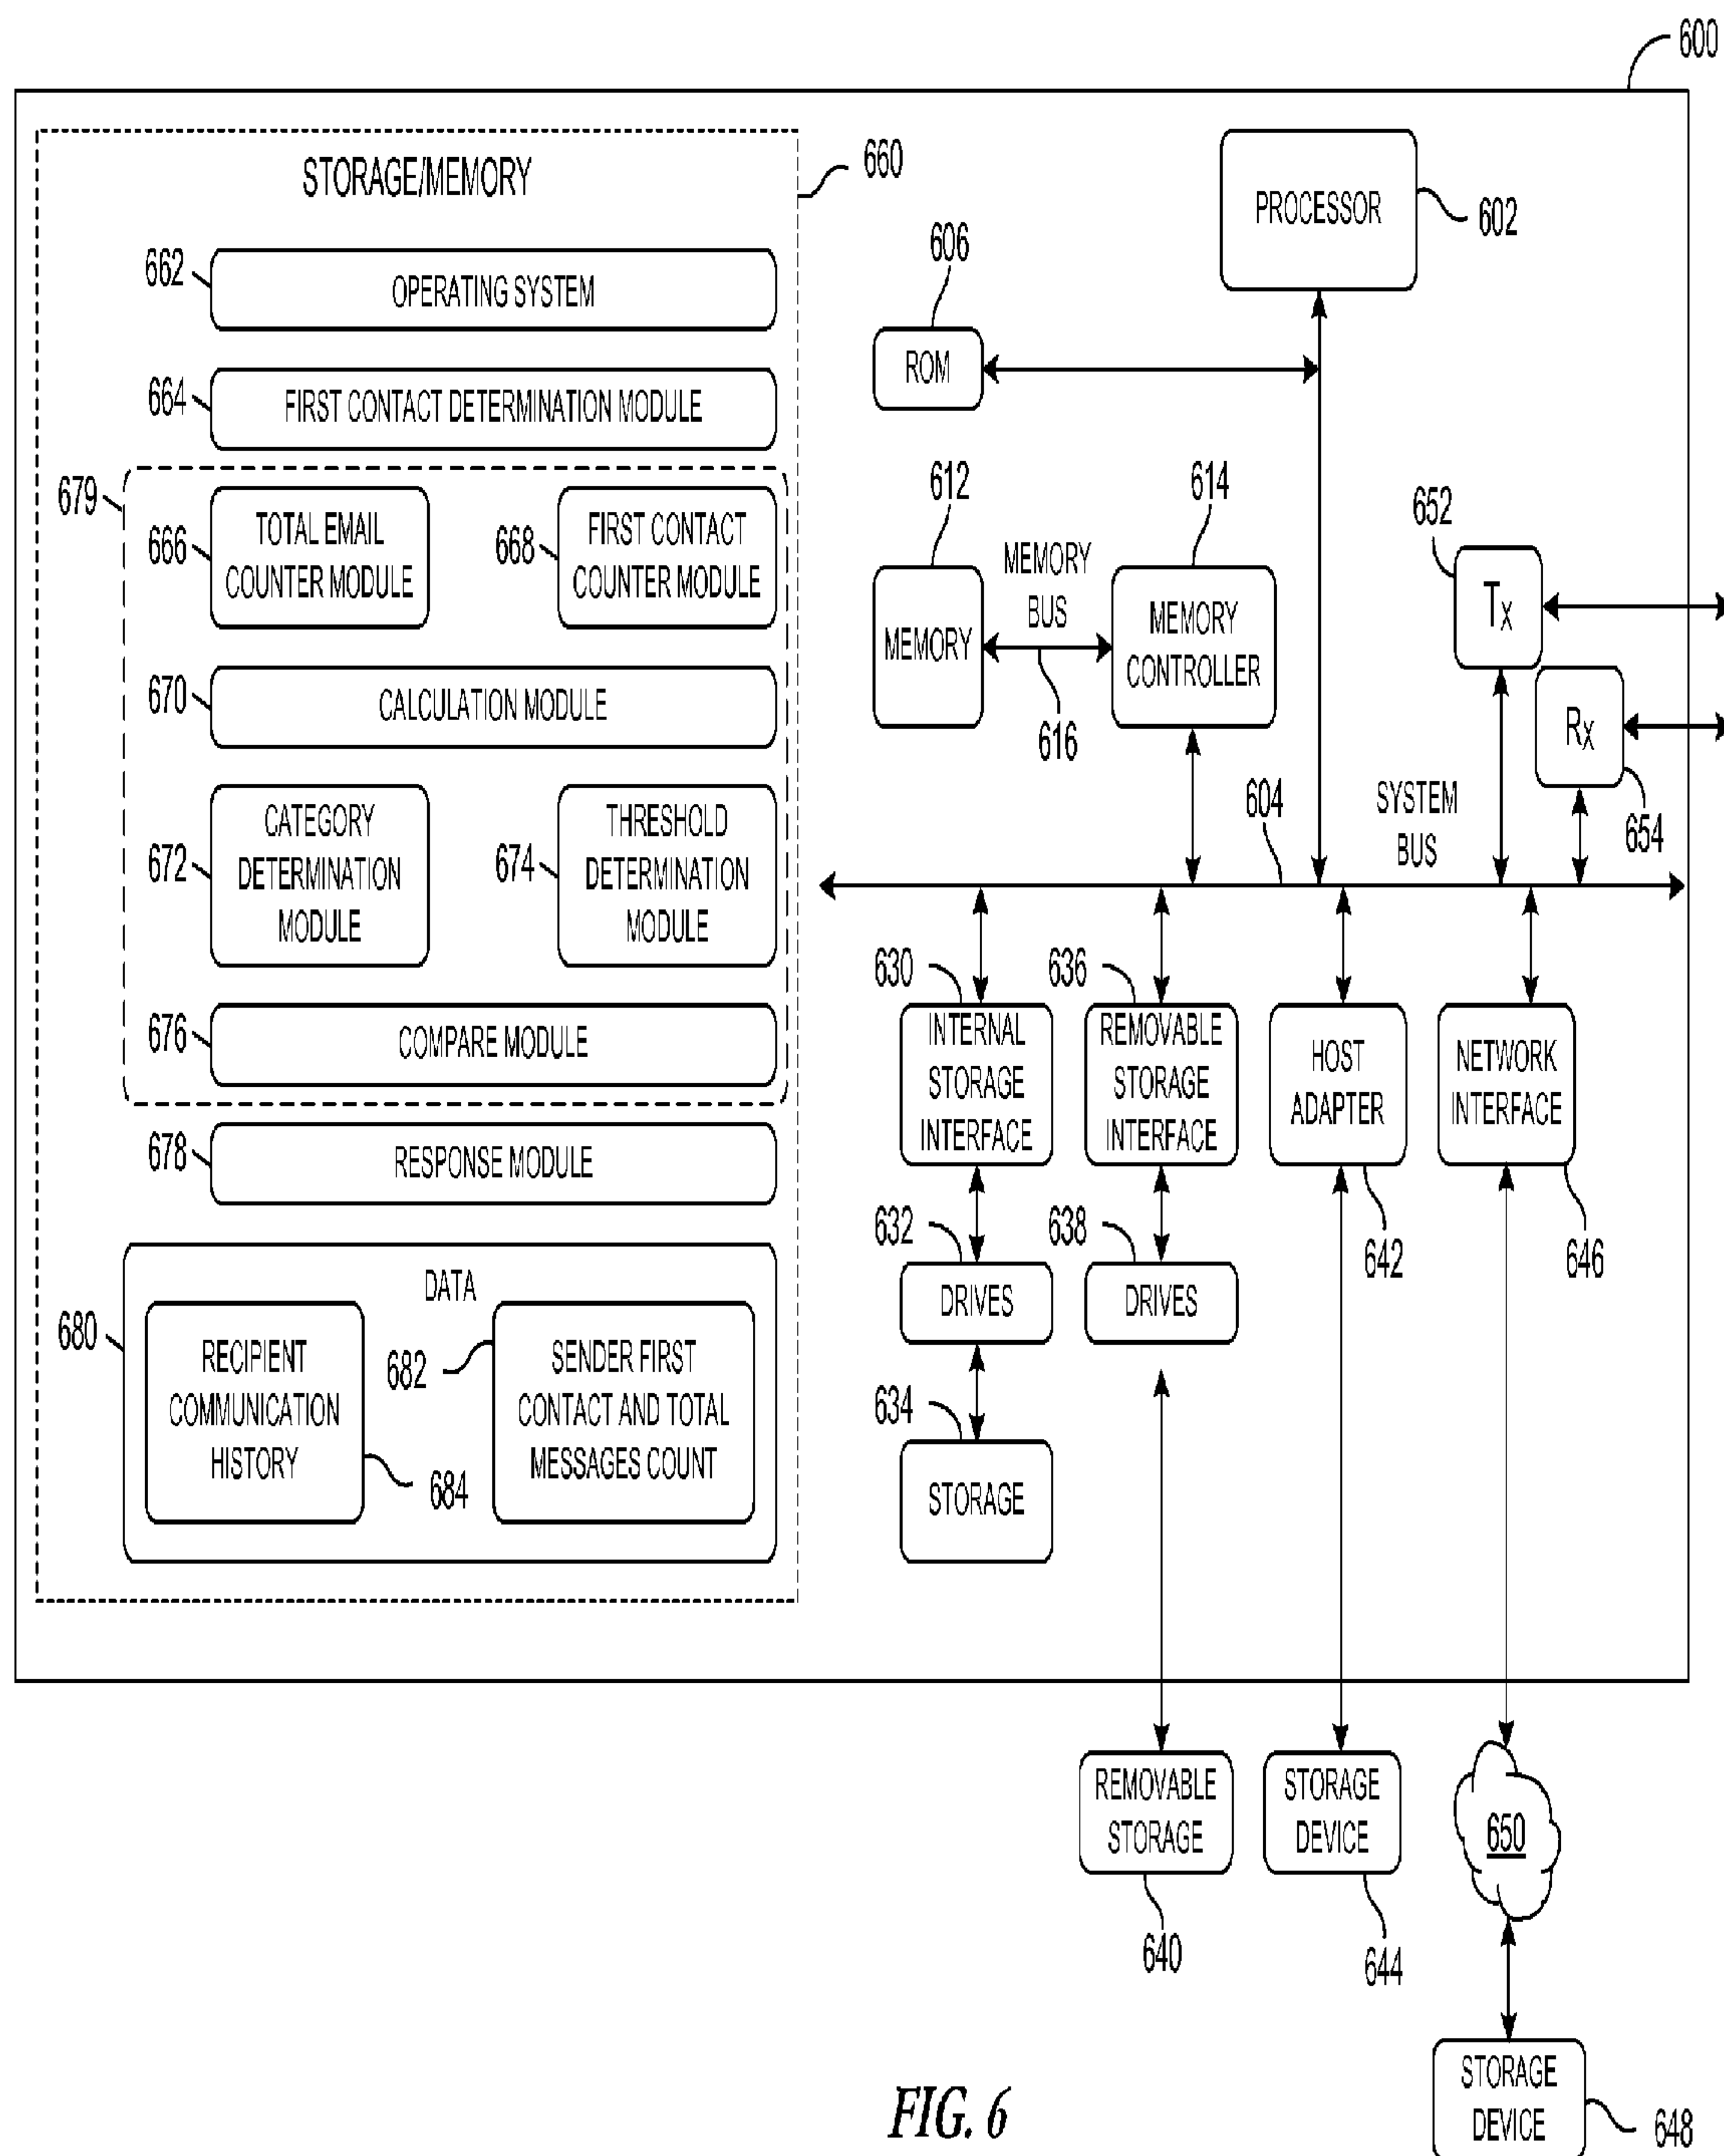 600
STORAGE/MEMORY
660
662
OPERATING SYSTEM
664
FIRST CONTACT DETERMINATION MODULE
679
666
TOTAL EMAIL
COUNTER MODULE
668
FIRST CONTACT
COUNTER MODULE
670
CALCULATION MODULE
672
CATEGORY
DETERMINATION
MODULE
674
THRESHOLD
DETERMINATION
MODULE
676
COMPARE MODULE
678
RESPONSE MODULE
680
DATA
RECIPIENT
COMMUNICATION
HISTORY
684
682
SENDER FIRST
CONTACT AND TOTAL
MESSAGES COUNT
PROCESSOR
602
606
ROM
612
MEMORY
MEMORY
BUS
616
614
MEMORY
CONTROLLER
652
TX
RX
654
604
SYSTEM
BUS
630
INTERNAL
STORAGE
INTERFACE
636
REMOVABLE
STORAGE
INTERFACE
HOST
ADAPTER
642
NETWORK
INTERFACE
646
632
DRIVES
638
DRIVES
634
STORAGE
REMOVABLE
STORAGE
640
STORAGE
DEVICE
644
650
STORAGE
DEVICE
648
FIG. 6